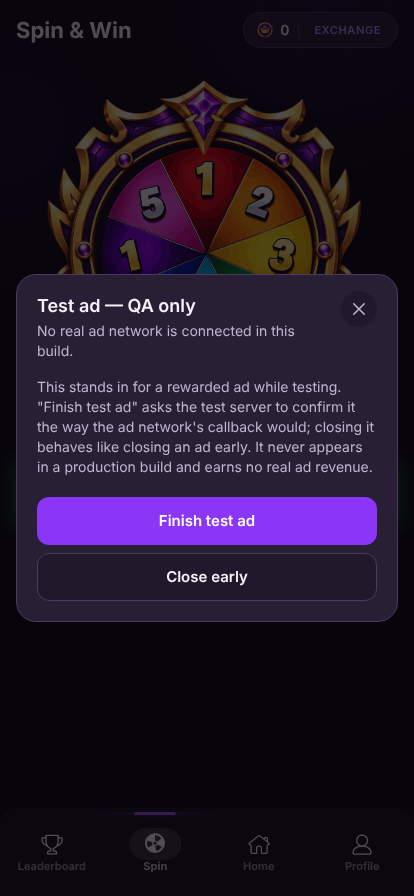 Spin & Win
0
EXCHANGE
1
5
2
1
3
Test ad — QA only
No real ad network is connected in this
build.
This stands in for a rewarded ad while testing.
"Finish test ad" asks the test server to confirm it
the way the ad network's callback would; closing it
behaves like closing an ad early. It never appears
in a production build and earns no real ad revenue.
Finish test ad
Close early
Leaderboard
Spin
Home
Profile